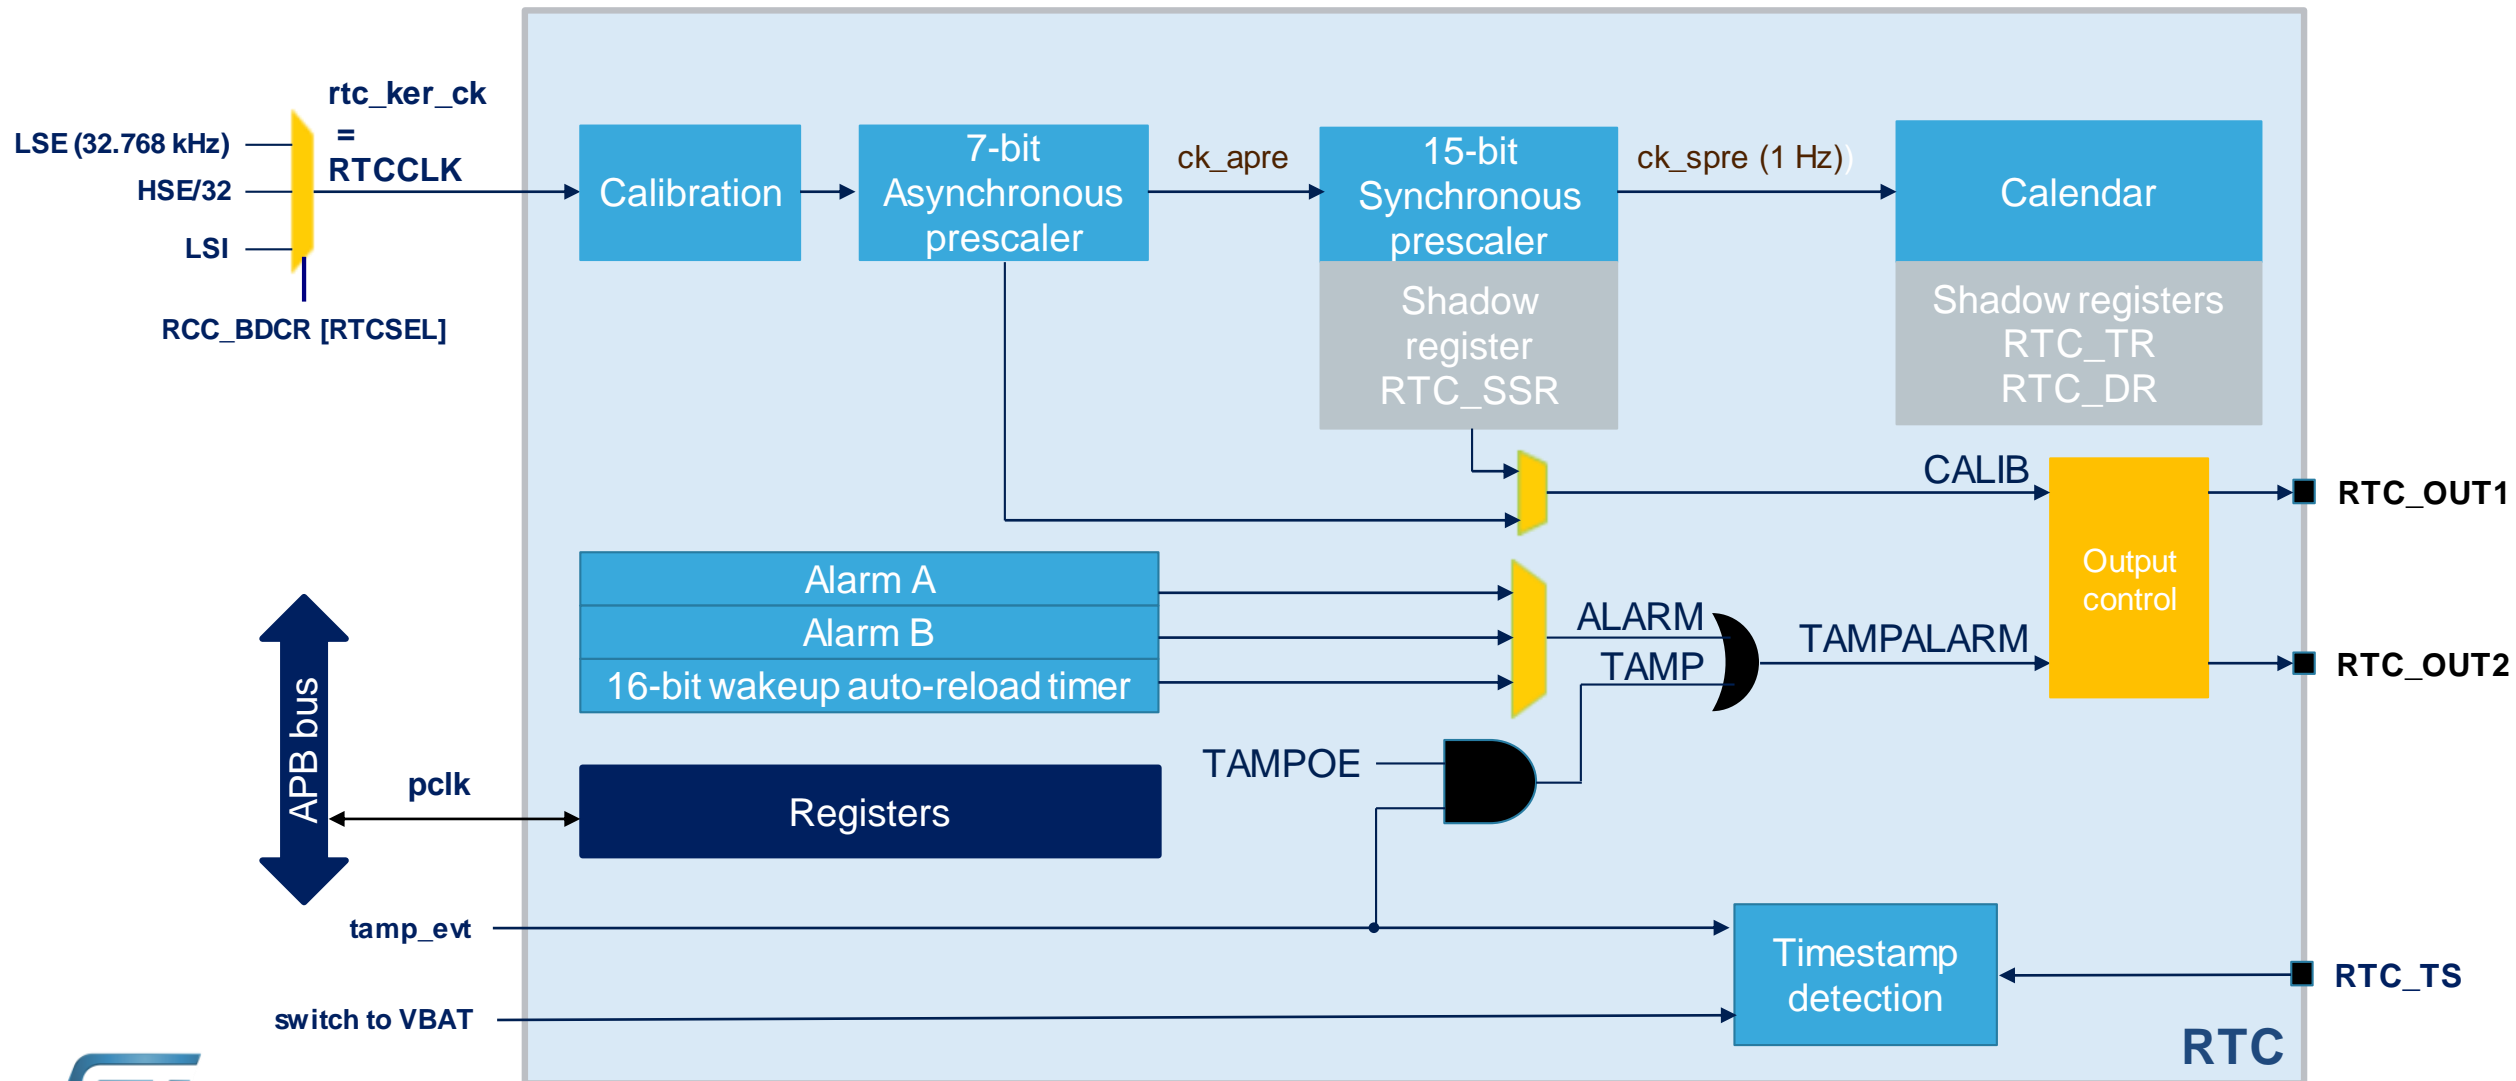 rtc_ker_ck
=
RTCCLK
LSE (32.768 kHz)
HSE/32
LSI
RCC_BDCR [RTCSEL]
Calibration
7-bit
Asynchronous
prescaler
ck_apre
15-bit
Synchronous
prescaler
Shadow
register
RTC_SSR
ck_spre (1 Hz))
Calendar
Shadow registers
RTC_TR
RTC_DR
CALIB
Output
control
RTC_OUT1
RTC_OUT2
Alarm A
Alarm B
16-bit wakeup auto-reload timer
ALARM
TAMP
TAMPALARM
TAMPOE
APB bus
pclk
Registers
tamp_evt
switch to VBAT
Timestamp
detection
RTC_TS
RTC